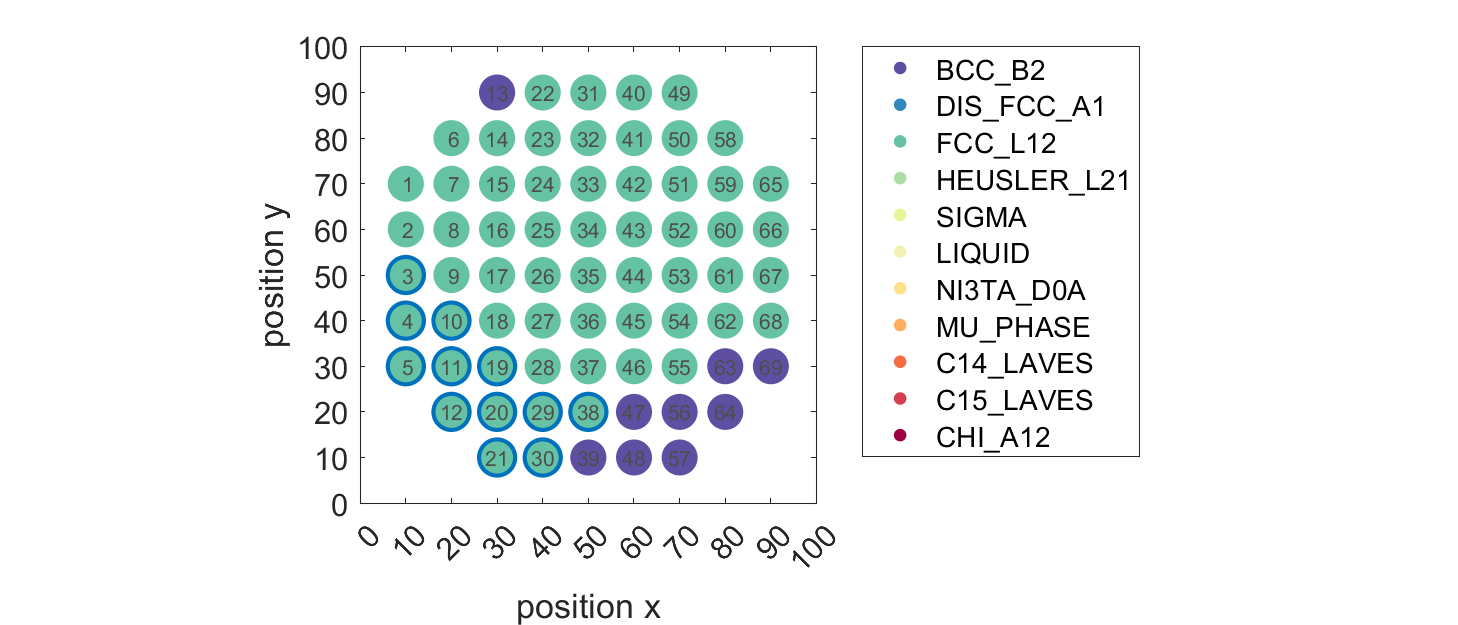 100
90
80
70
60
50
40
30
20
10
0
position y
13 22 31 40 49
6 14 23 32 41 50 58
1 7 15 24 33 42 51 59 65
2 8 16 25 34 43 52 60 66
3 9 17 26 35 44 53 61 67
4 10 18 27 36 45 54 62 68
5 11 19 28 37 46 55 63 69
12 20 29 38 47 56 64
21 30 39 48 57
0 10 20 30 40 50 60 70 80 90 100
position x
BCC_B2
DIS_FCC_A1
FCC_L12
HEUSLER_L21
SIGMA
LIQUID
NI3TA_D0A
MU_PHASE
C14_LAVES
C15_LAVES
CHI_A12